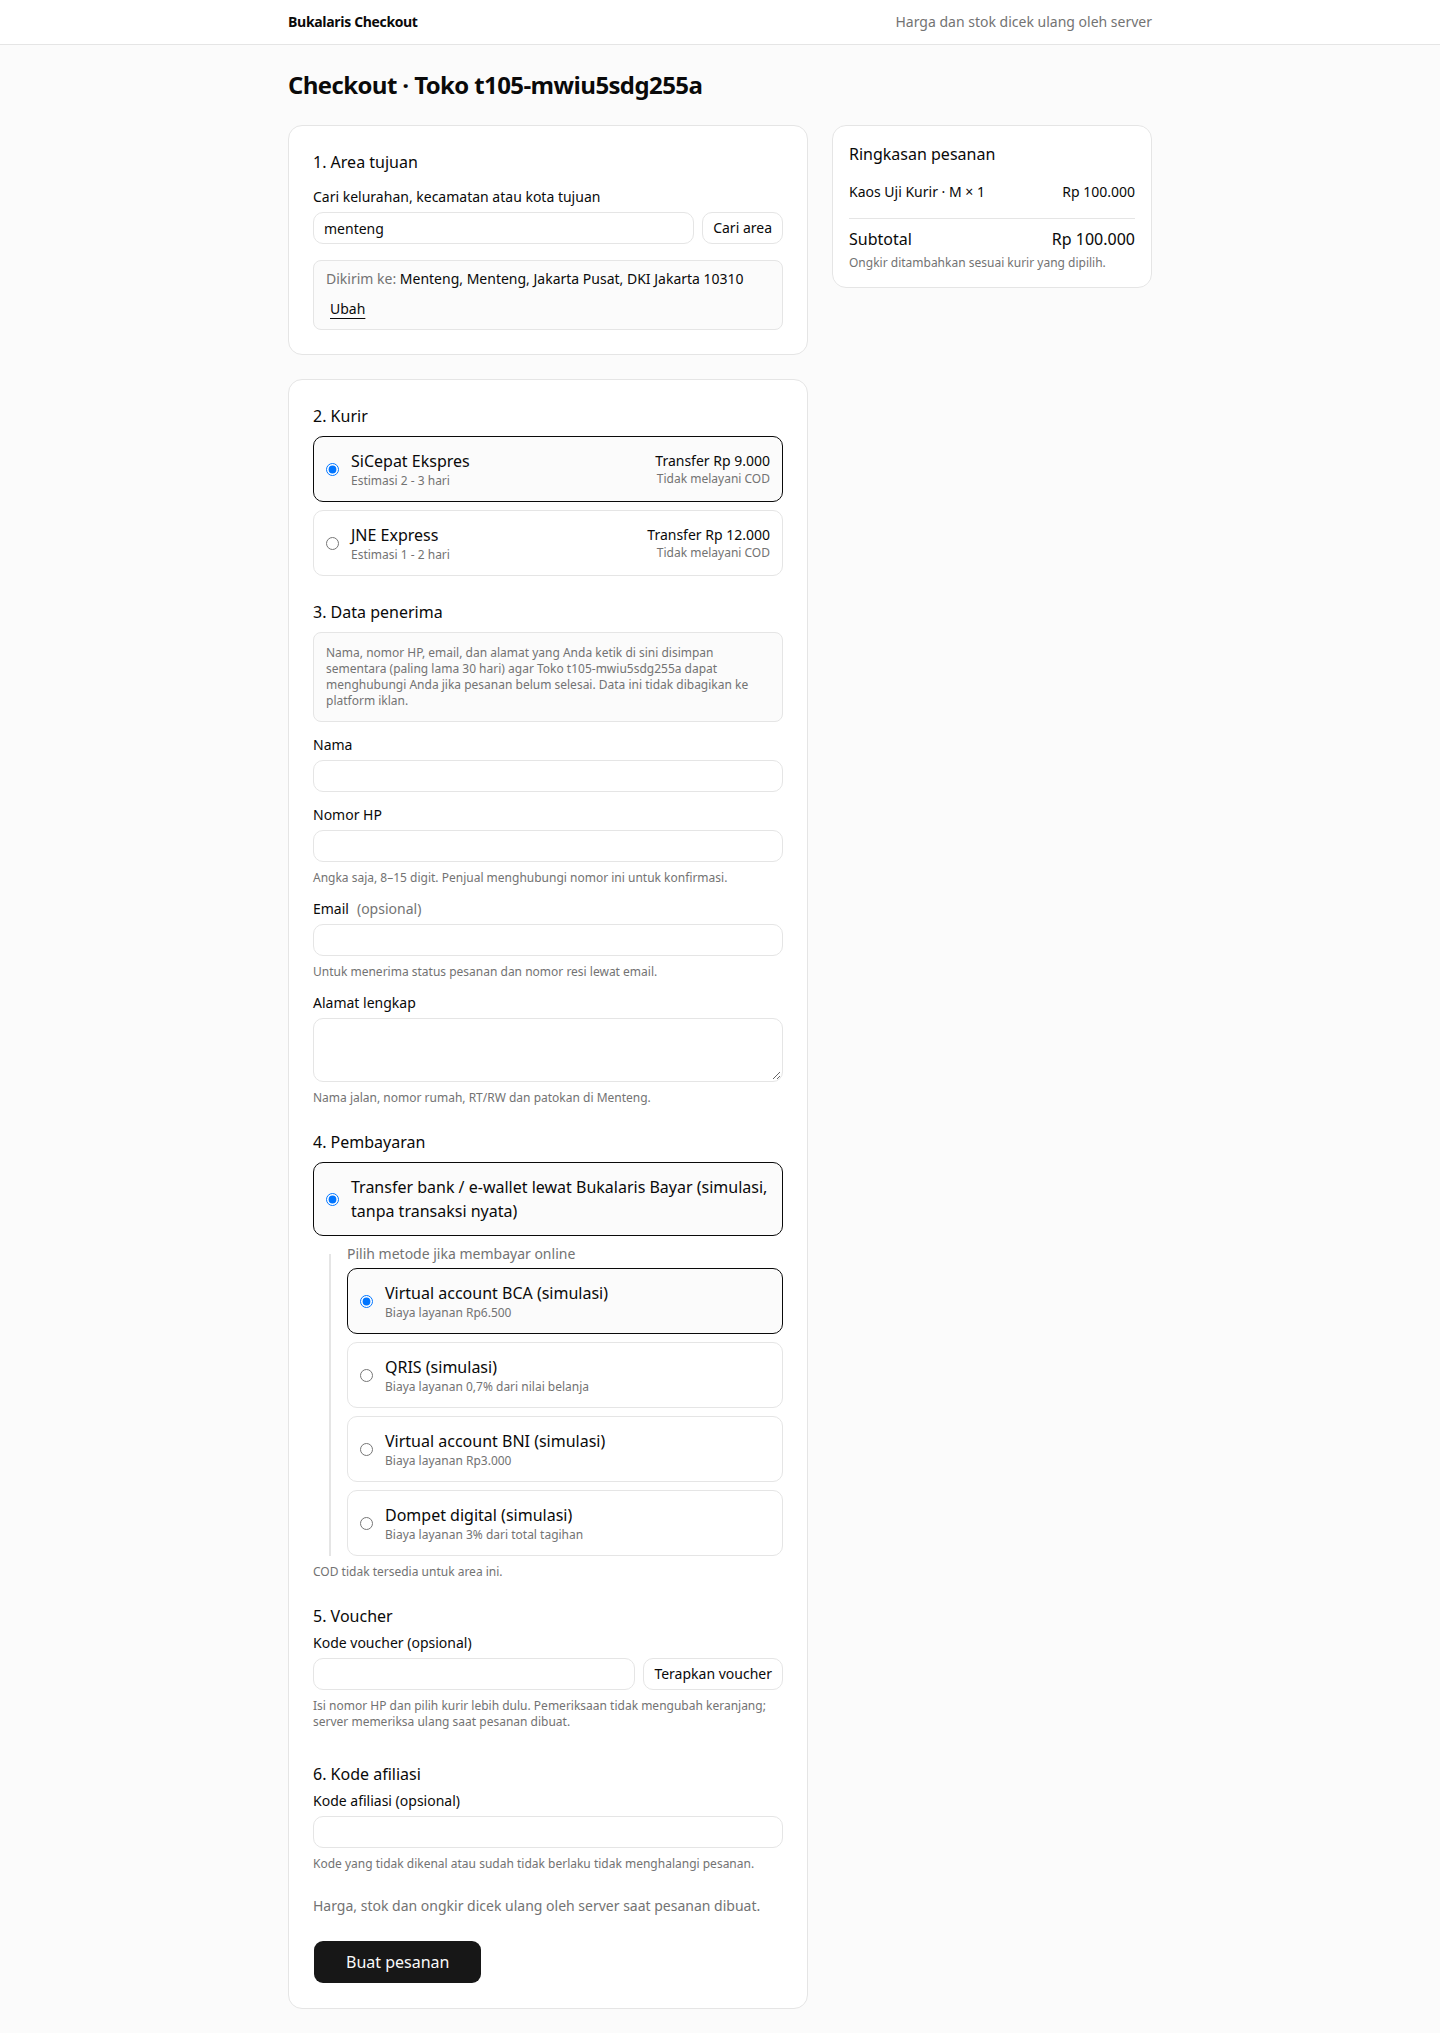 Bukalaris Checkout
Harga dan stok dicek ulang oleh server
Checkout · Toko t105-mwiu5sdg255a
1. Area tujuan
Cari kelurahan, kecamatan atau kota tujuan
menteng
Cari area
Dikirim ke: Menteng, Menteng, Jakarta Pusat, DKI Jakarta 10310
Ubah
Ringkasan pesanan
Kaos Uji Kurir · M × 1 Rp 100.000
Subtotal Rp 100.000
Ongkir ditambahkan sesuai kurir yang dipilih.
2. Kurir
SiCepat Ekspres Transfer Rp 9.000
Estimasi 2 - 3 hari Tidak melayani COD
JNE Express Transfer Rp 12.000
Estimasi 1 - 2 hari Tidak melayani COD
3. Data penerima
Nama, nomor HP, email, dan alamat yang Anda ketik di sini disimpan
sementara (paling lama 30 hari) agar Toko t105-mwiu5sdg255a dapat
menghubungi Anda jika pesanan belum selesai. Data ini tidak dibagikan ke
platform iklan.
Nama
Nomor HP
Angka saja, 8–15 digit. Penjual menghubungi nomor ini untuk konfirmasi.
Email (opsional)
Untuk menerima status pesanan dan nomor resi lewat email.
Alamat lengkap
Nama jalan, nomor rumah, RT/RW dan patokan di Menteng.
4. Pembayaran
Transfer bank / e-wallet lewat Bukalaris Bayar (simulasi,
tanpa transaksi nyata)
Pilih metode jika membayar online
Virtual account BCA (simulasi)
Biaya layanan Rp6.500
QRIS (simulasi)
Biaya layanan 0,7% dari nilai belanja
Virtual account BNI (simulasi)
Biaya layanan Rp3.000
Dompet digital (simulasi)
Biaya layanan 3% dari total tagihan
COD tidak tersedia untuk area ini.
5. Voucher
Kode voucher (opsional)
Terapkan voucher
Isi nomor HP dan pilih kurir lebih dulu. Pemeriksaan tidak mengubah keranjang;
server memeriksa ulang saat pesanan dibuat.
6. Kode afiliasi
Kode afiliasi (opsional)
Kode yang tidak dikenal atau sudah tidak berlaku tidak menghalangi pesanan.
Harga, stok dan ongkir dicek ulang oleh server saat pesanan dibuat.
Buat pesanan